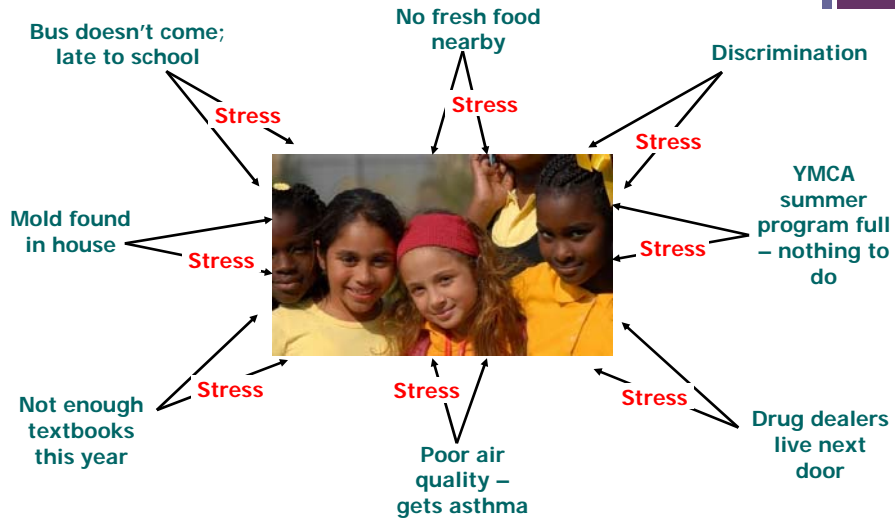 Bus doesn't come;
late to school
Stress
No fresh food
nearby
Stress
Discrimination
Stress
Mold found
in house
Stress
YMCA
summer
program full
– nothing to
do
Stress
Not enough
textbooks
this year
Stress
Poor air
quality –
gets asthma
Stress
Drug dealers
live next
door
Stress